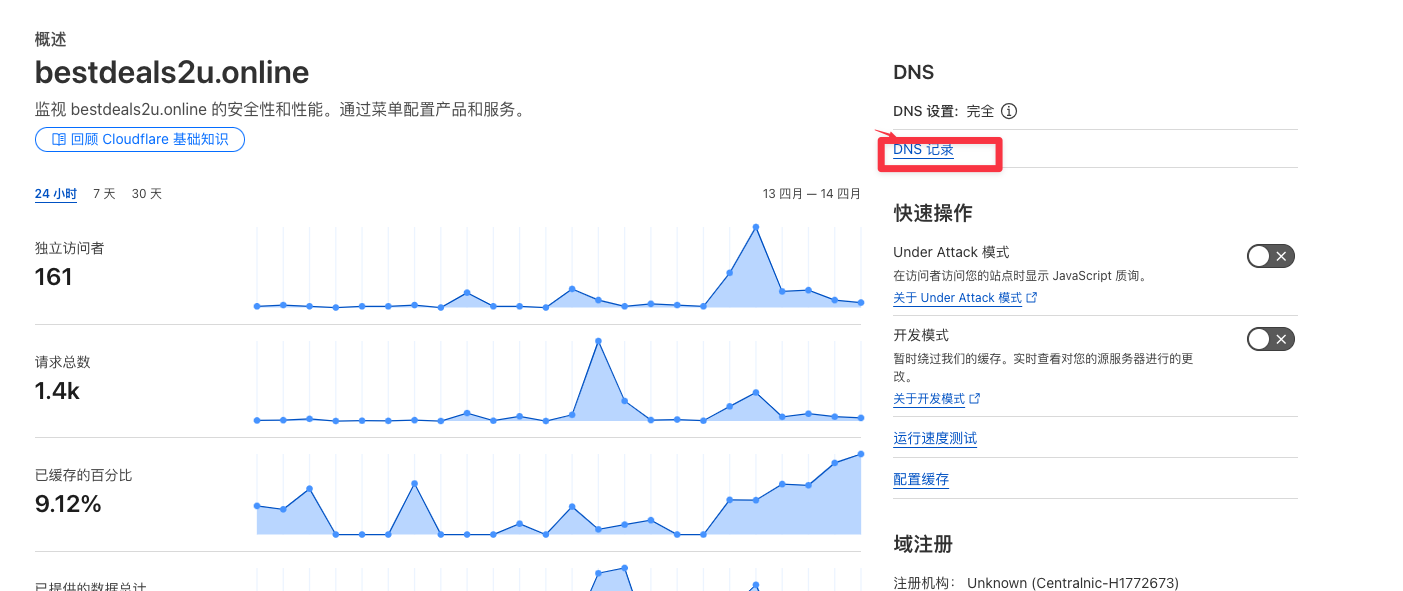 概述
bestdeals2u.online
监视 bestdeals2u.online 的安全性和性能。通过菜单配置产品和服务。
回顾 Cloudflare 基础知识
24 小时 7 天 30 天 13 四月 — 14 四月
独立访问者
161
请求总数
1.4k
已缓存的百分比
9.12%
已提供的数据总计
DNS
DNS 设置: 完全
DNS 记录
快速操作
Under Attack 模式
在访问者访问您的站点时显示 JavaScript 质询。
关于 Under Attack 模式
开发模式
暂时绕过我们的缓存。实时查看对您的源服务器进行的更
改。
关于开发模式
运行速度测试
配置缓存
域注册
注册机构: Unknown (Centralnic-H1772673)